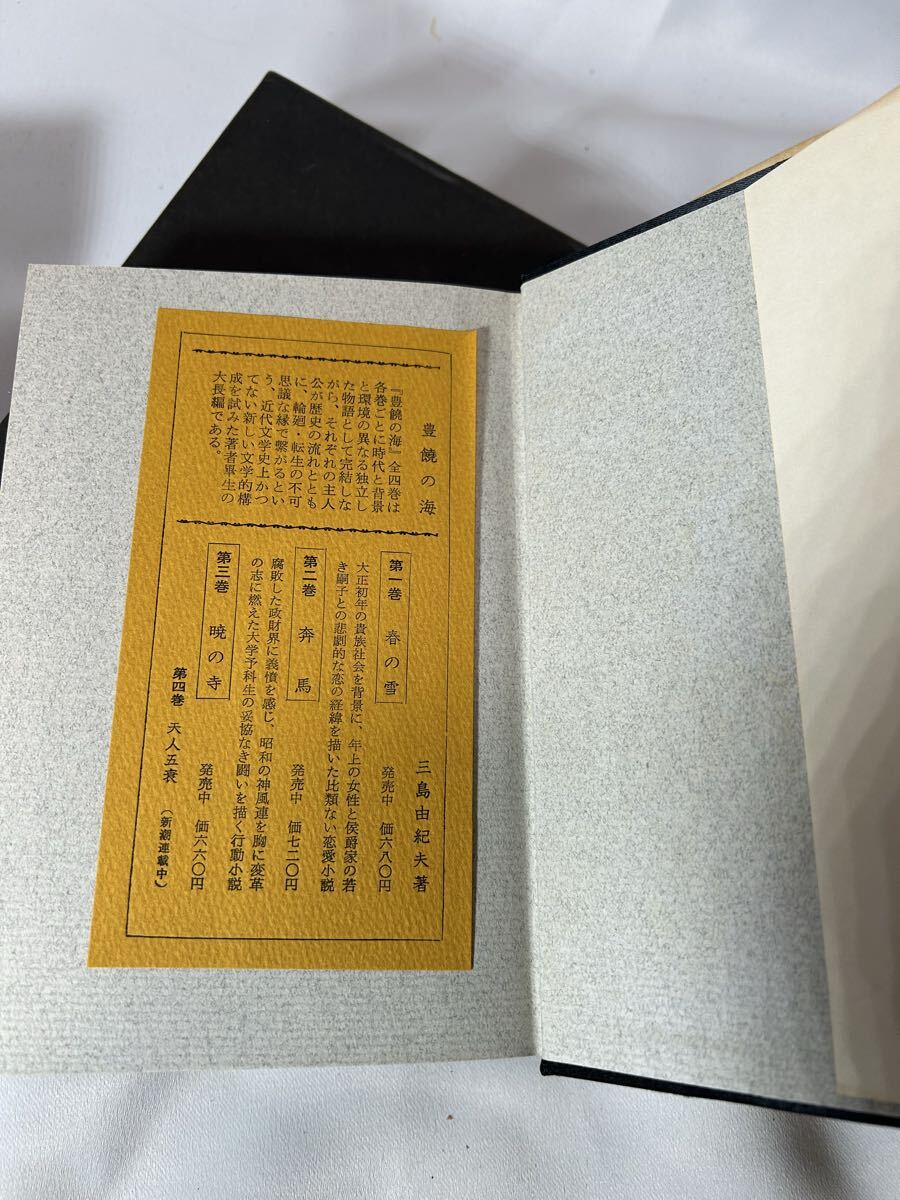 豊饒の海
『豊饒の海』全四巻は
各巻ごとに時代と背景
と環境の異なる独立し
た物語として完結しな
がら、それぞれの主人
公が歴史の流れととも
に、輪廻・転生の不可
思議な縁で繋がるとい
う、近代文学史上かつ
てない新しい文学的構
成を試みた著者畢生の
大長編である。
三島由紀夫著
第一巻 春の雪 発売中 価六八〇円
大正初年の貴族社会を背景に、年上の女性と侯爵家の若
き嗣子との悲劇的な恋の経緯を描いた比類ない恋愛小説
第二巻 奔馬 発売中 価七二〇円
腐敗した政財界に義憤を感じ、昭和の神風連を胸に変革
の志に燃えた大学予科生の妥協なき闘いを描く行動小説
第三巻 暁の寺 発売中 価六六〇円
第四巻 天人五衰 (新潮連載中)